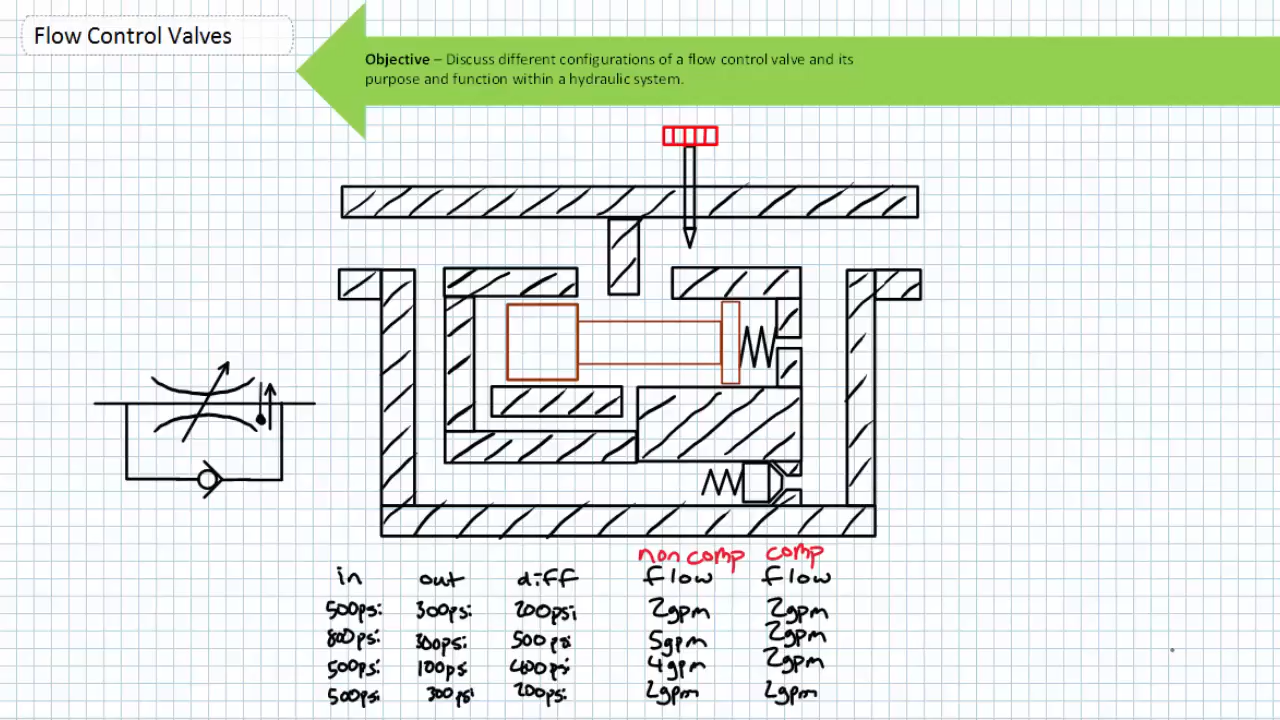 Flow Control Valves
Objective – Discuss different configurations of a flow control valve and its
purpose and function within a hydraulic system.
non comp comp
in out diff flow flow
500psi 300psi 200psi 2gpm 2gpm
800psi 300psi 500psi 5gpm 2gpm
500psi 100psi 400psi 4gpm 2gpm
500psi 300psi 200psi 2gpm 2gpm